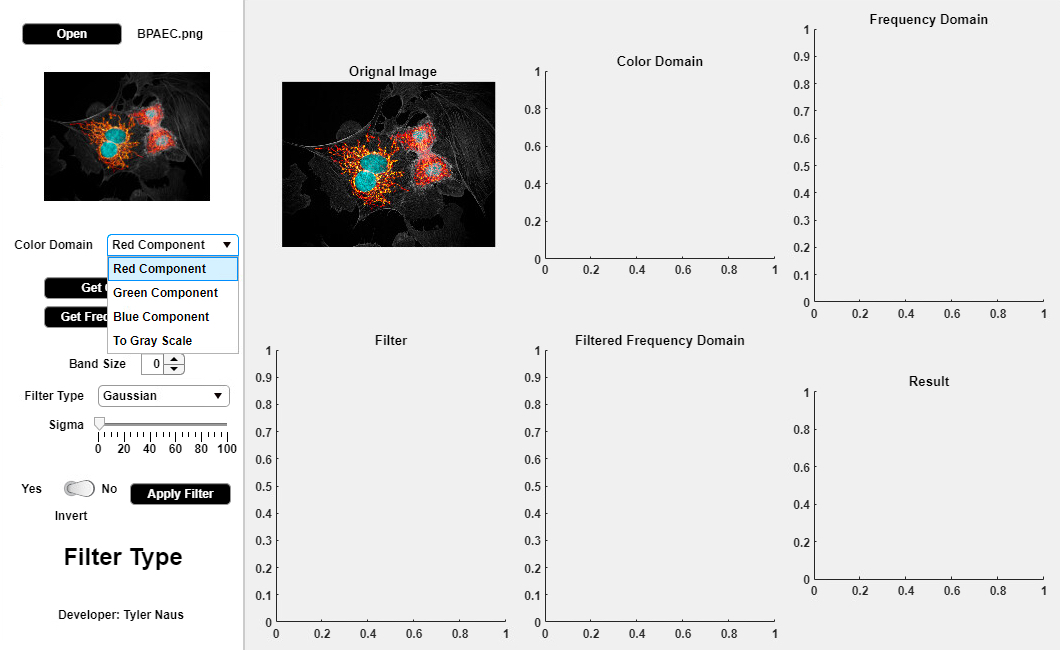 Open
BPAEC.png
Color Domain
Red Component
Red Component
Green Component
Blue Component
To Gray Scale
Get
Get Fre
Band Size
0
Filter Type
Gaussian
Sigma
0 20 40 60 80 100
Yes
No
Invert
Apply Filter
Filter Type
Developer: Tyler Naus
Orignal Image
Color Domain
1
0.8
0.6
0.4
0.2
0
0 0.2 0.4 0.6 0.8 1
Frequency Domain
1
0.9
0.8
0.7
0.6
0.5
0.4
0.3
0.2
0.1
0
0 0.2 0.4 0.6 0.8 1
Filter
1
0.9
0.8
0.7
0.6
0.5
0.4
0.3
0.2
0.1
0
0 0.2 0.4 0.6 0.8 1
Filtered Frequency Domain
1
0.9
0.8
0.7
0.6
0.5
0.4
0.3
0.2
0.1
0
0 0.2 0.4 0.6 0.8 1
Result
1
0.8
0.6
0.4
0.2
0
0 0.2 0.4 0.6 0.8 1